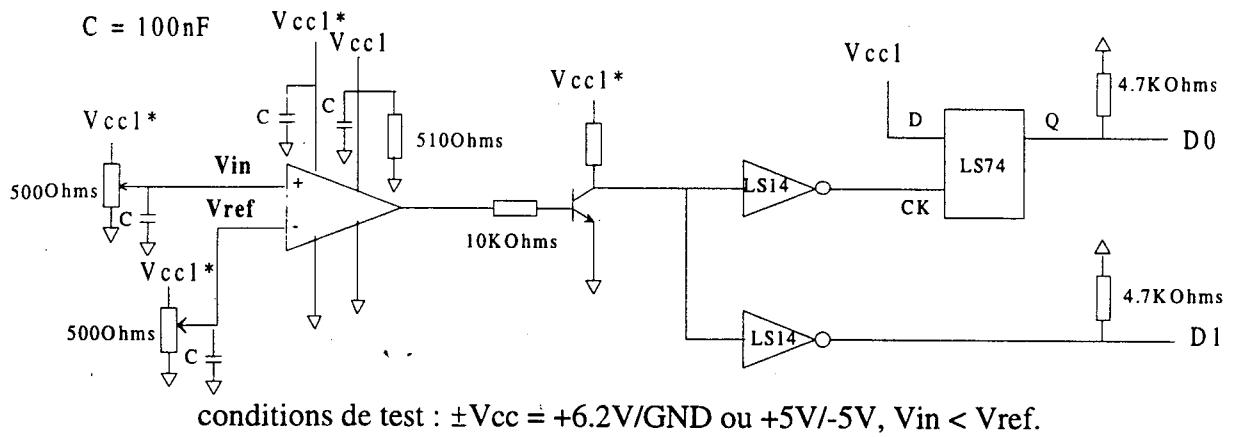 C = 100nF
Vcc1*
Vcc1
Vcc1*
C
C
510Ohms
Vcc1*
Vcc1
4.7KOhms
D
Q
D0
LS74
CK
500Ohms
Vin
+
C
Vref
-
10KOhms
LS14
Vcc1*
500Ohms
C
LS14
4.7KOhms
D1
conditions de test : ±Vcc = +6.2V/GND ou +5V/-5V, Vin < Vref.